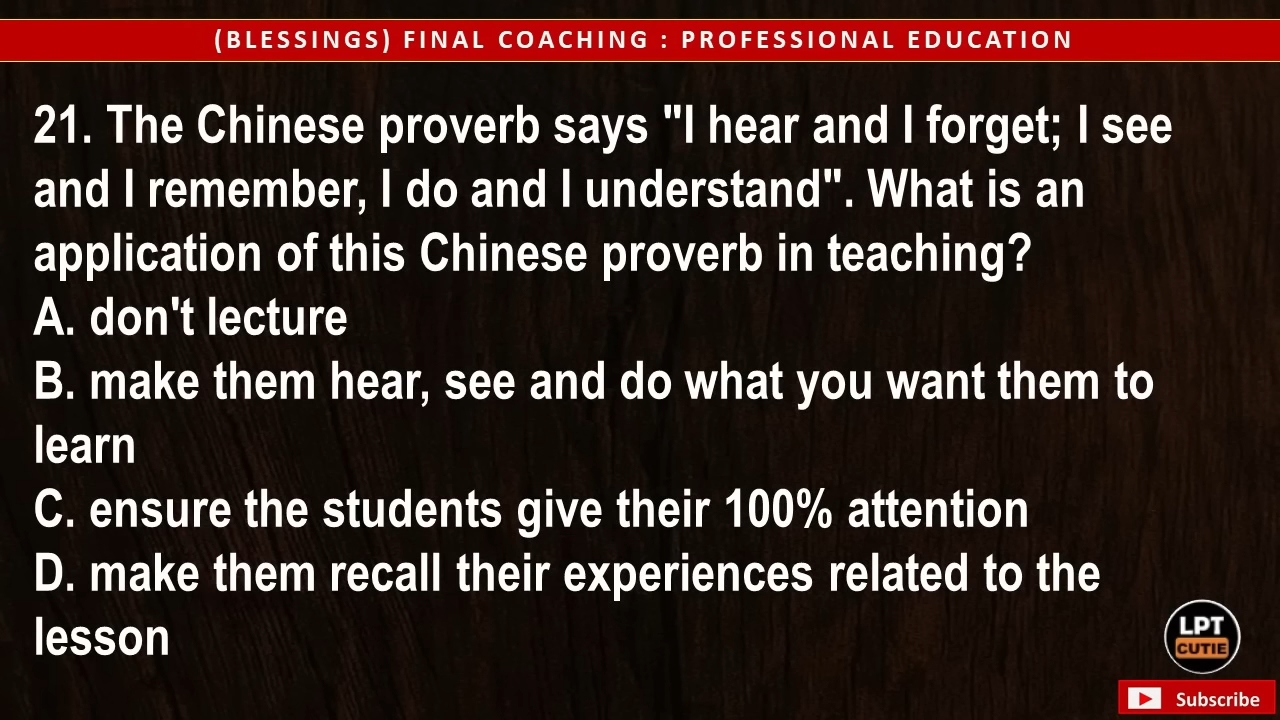 (BLESSINGS) FINAL COACHING : PROFESSIONAL EDUCATION
21. The Chinese proverb says "I hear and I forget; I see
and I remember, I do and I understand". What is an
application of this Chinese proverb in teaching?
A. don't lecture
B. make them hear, see and do what you want them to
learn
C. ensure the students give their 100% attention
D. make them recall their experiences related to the
lesson
LPT
CUTIE
Subscribe